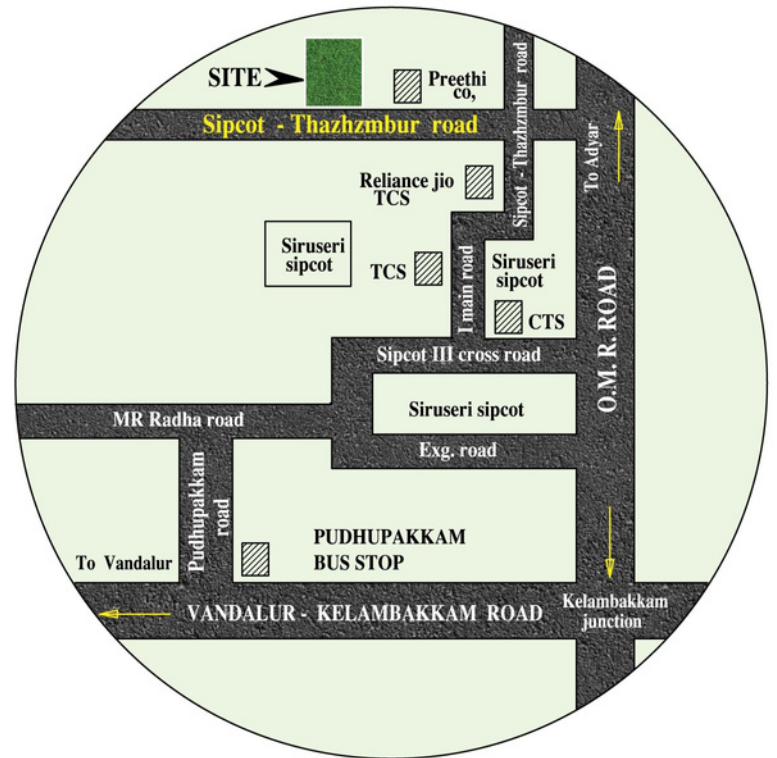 SITE
Preethi
co,
Sipcot - Thazhzmbur road
Sipcot - Thazhzmbur road
To Adyar
Reliance jio
TCS
Siruseri
sipcot
TCS
I main road
Siruseri
sipcot
CTS
O.M. R. ROAD
Sipcot III cross road
Siruseri sipcot
MR Radha road
Exg. road
Pudhupakkam
road
PUDHUPAKKAM
BUS STOP
To Vandalur
VANDALUR - KELAMBAKKAM ROAD
Kelambakkam
junction